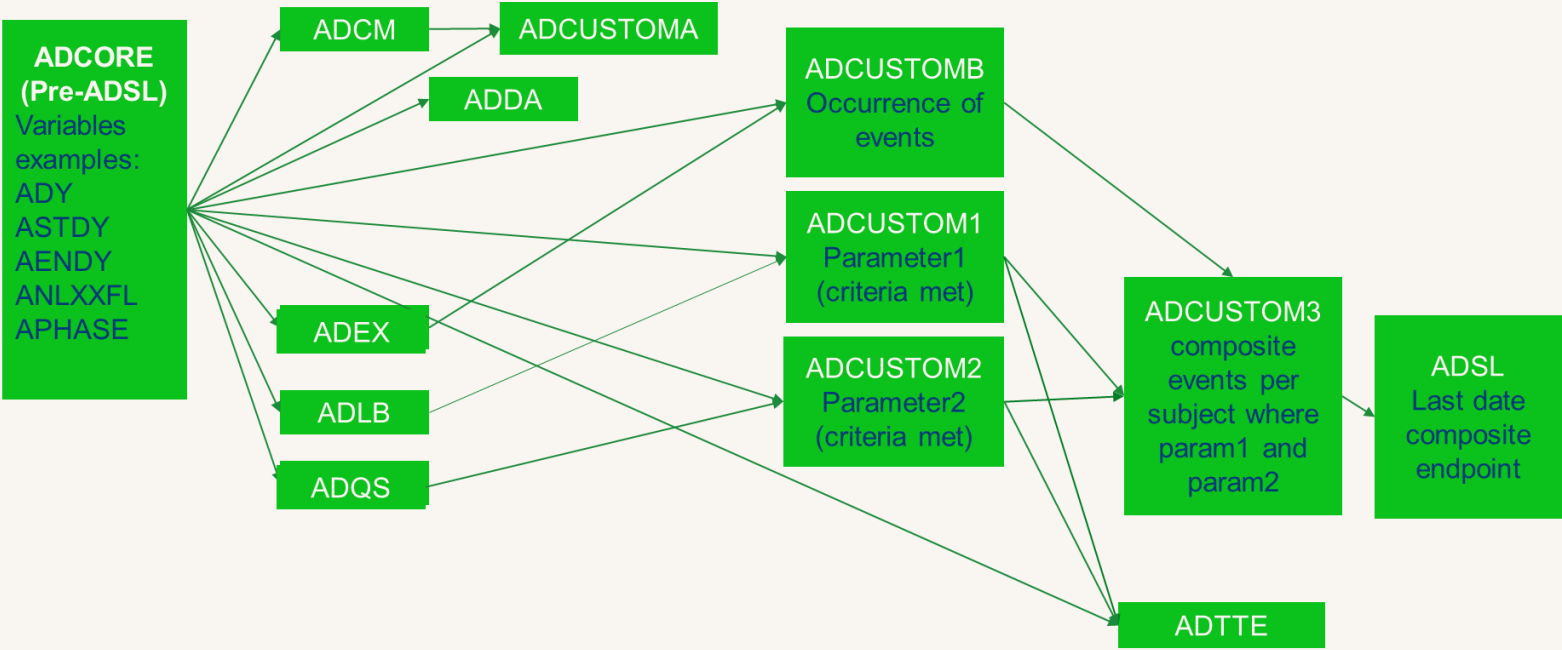 ADCORE
(Pre-ADSL)
Variables
examples:
ADY
ASTDY
AENDY
ANLXXFL
APHASE
ADCM
ADCUSTOMA
ADDA
ADEX
ADLB
ADQS
ADCUSTOMB
Occurrence of
events
ADCUSTOM1
Parameter1
(criteria met)
ADCUSTOM2
Parameter2
(criteria met)
ADCUSTOM3
composite
events per
subject where
param1 and
param2
ADSL
Last date
composite
endpoint
ADTTE